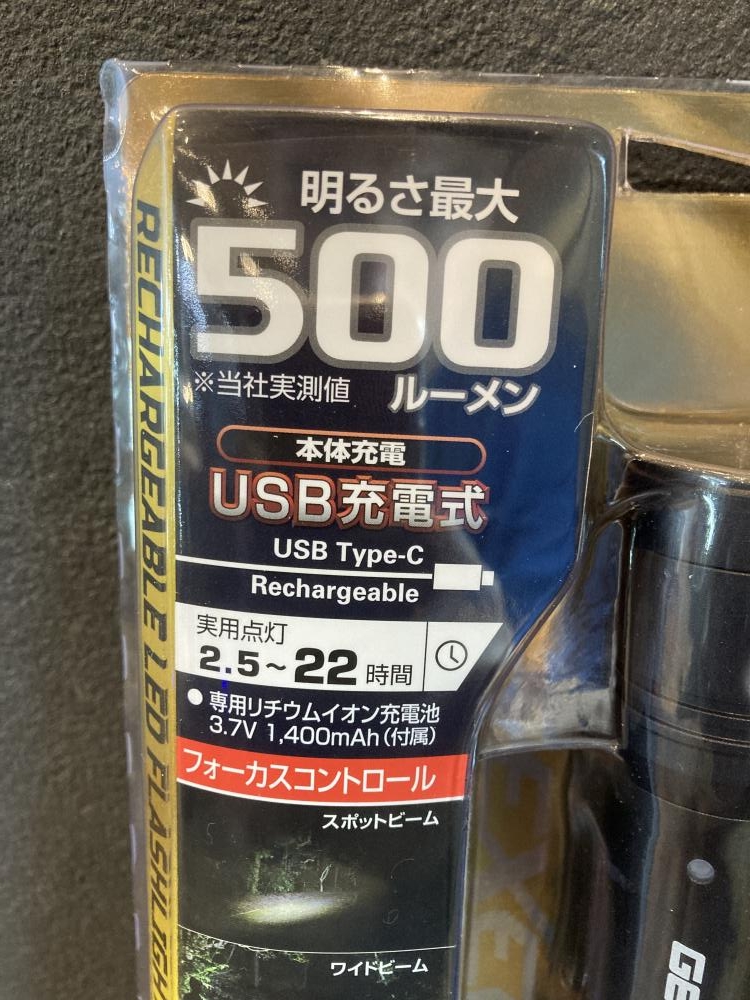 明るさ最大
500
※当社実測値 ルーメン
本体充電
USB充電式
USB Type-C
Rechargeable
実用点灯
2.5～22時間
●専用リチウムイオン充電池
3.7V 1,400mAh(付属)
フォーカスコントロール
スポットビーム
ワイドビーム
RECHARGEABLE LED FLASHLIGH